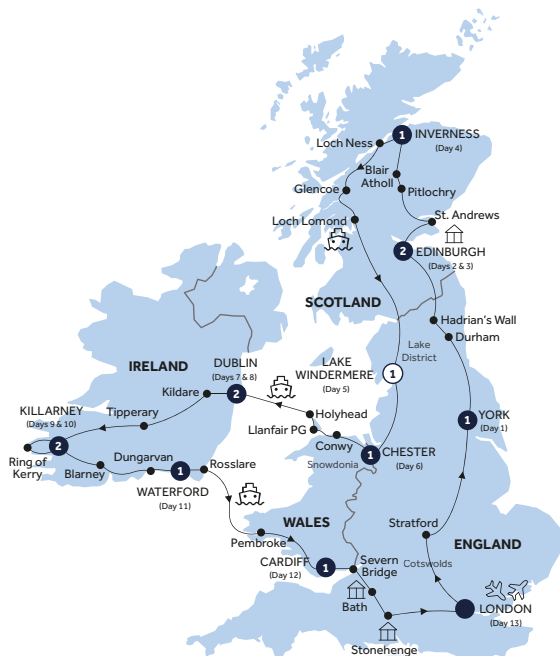 1
INVERNESS
(Day 4)
Loch Ness
Blair
Atholl
Pitlochry
Glencoe
St. Andrews
Loch Lomond
2
EDINBURGH
(Days 2 & 3)
SCOTLAND
Hadrian's Wall
Durham
Lake
District
IRELAND
DUBLIN
(Days 7 & 8)
LAKE
WINDERMERE
(Day 5)
1
Kildare
2
KILLARNEY
(Days 9 & 10)
Tipperary
Holyhead
1
YORK
(Day 1)
Llanfair PG
2
Conwy
1
CHESTER
(Day 6)
Ring of
Kerry
Blarney
Dungarvan
1
Rosslare
Snowdonia
WATERFORD
(Day 11)
WALES
Stratford
ENGLAND
Pembroke
CARDIFF
(Day 12)
1
Severn
Bridge
Cotswolds
Bath
LONDON
(Day 13)
Stonehenge